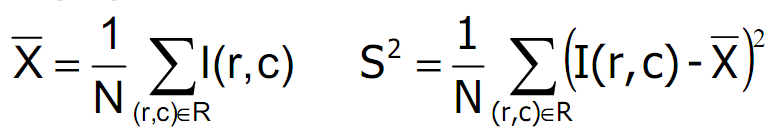 X̅ = 1/N ∑(r,c)∈R I(r,c)    S² = 1/N ∑(r,c)∈R (I(r,c) - X̅)²